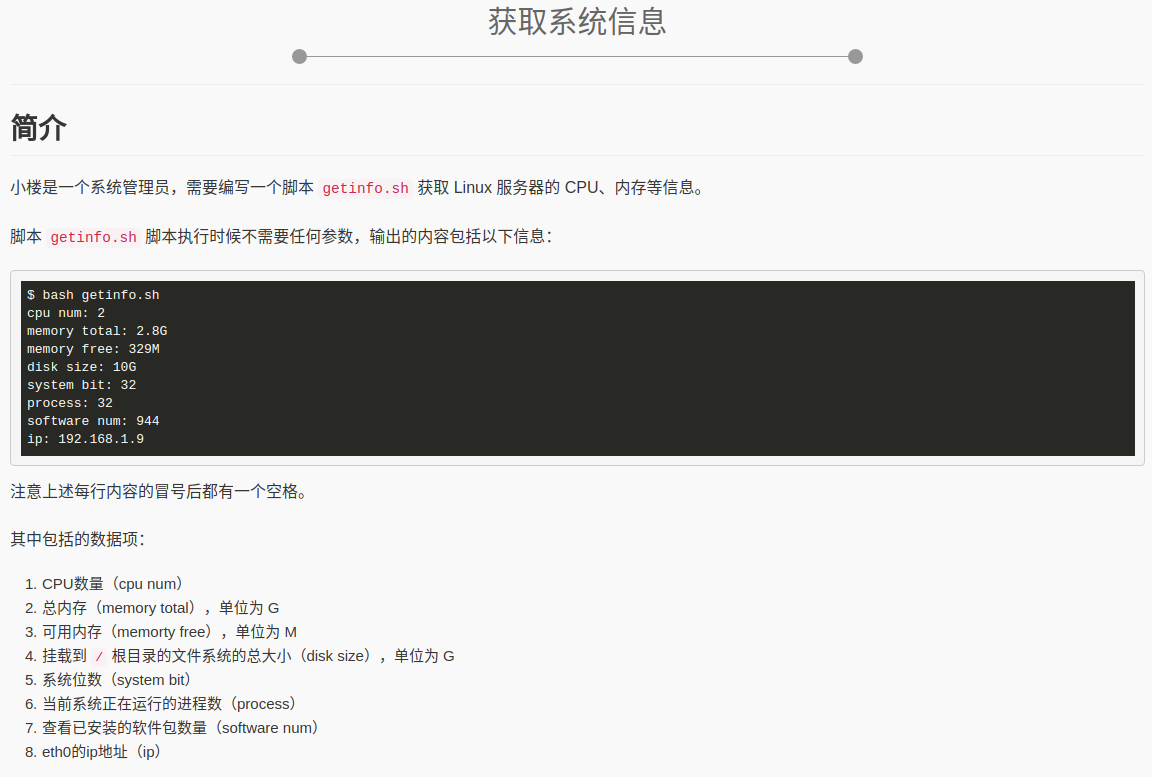 获取系统信息
简介
小楼是一个系统管理员，需要编写一个脚本 getinfo.sh 获取 Linux 服务器的 CPU、内存等信息。
脚本 getinfo.sh 脚本执行时候不需要任何参数，输出的内容包括以下信息：
$ bash getinfo.sh
cpu num: 2
memory total: 2.8G
memory free: 329M
disk size: 10G
system bit: 32
process: 32
software num: 944
ip: 192.168.1.9
注意上述每行内容的冒号后都有一个空格。
其中包括的数据项：
1. CPU数量（cpu num）
2. 总内存（memory total），单位为 G
3. 可用内存（memorty free），单位为 M
4. 挂载到 / 根目录的文件系统的总大小（disk size），单位为 G
5. 系统位数（system bit）
6. 当前系统正在运行的进程数（process）
7. 查看已安装的软件包数量（software num）
8. eth0的ip地址（ip）